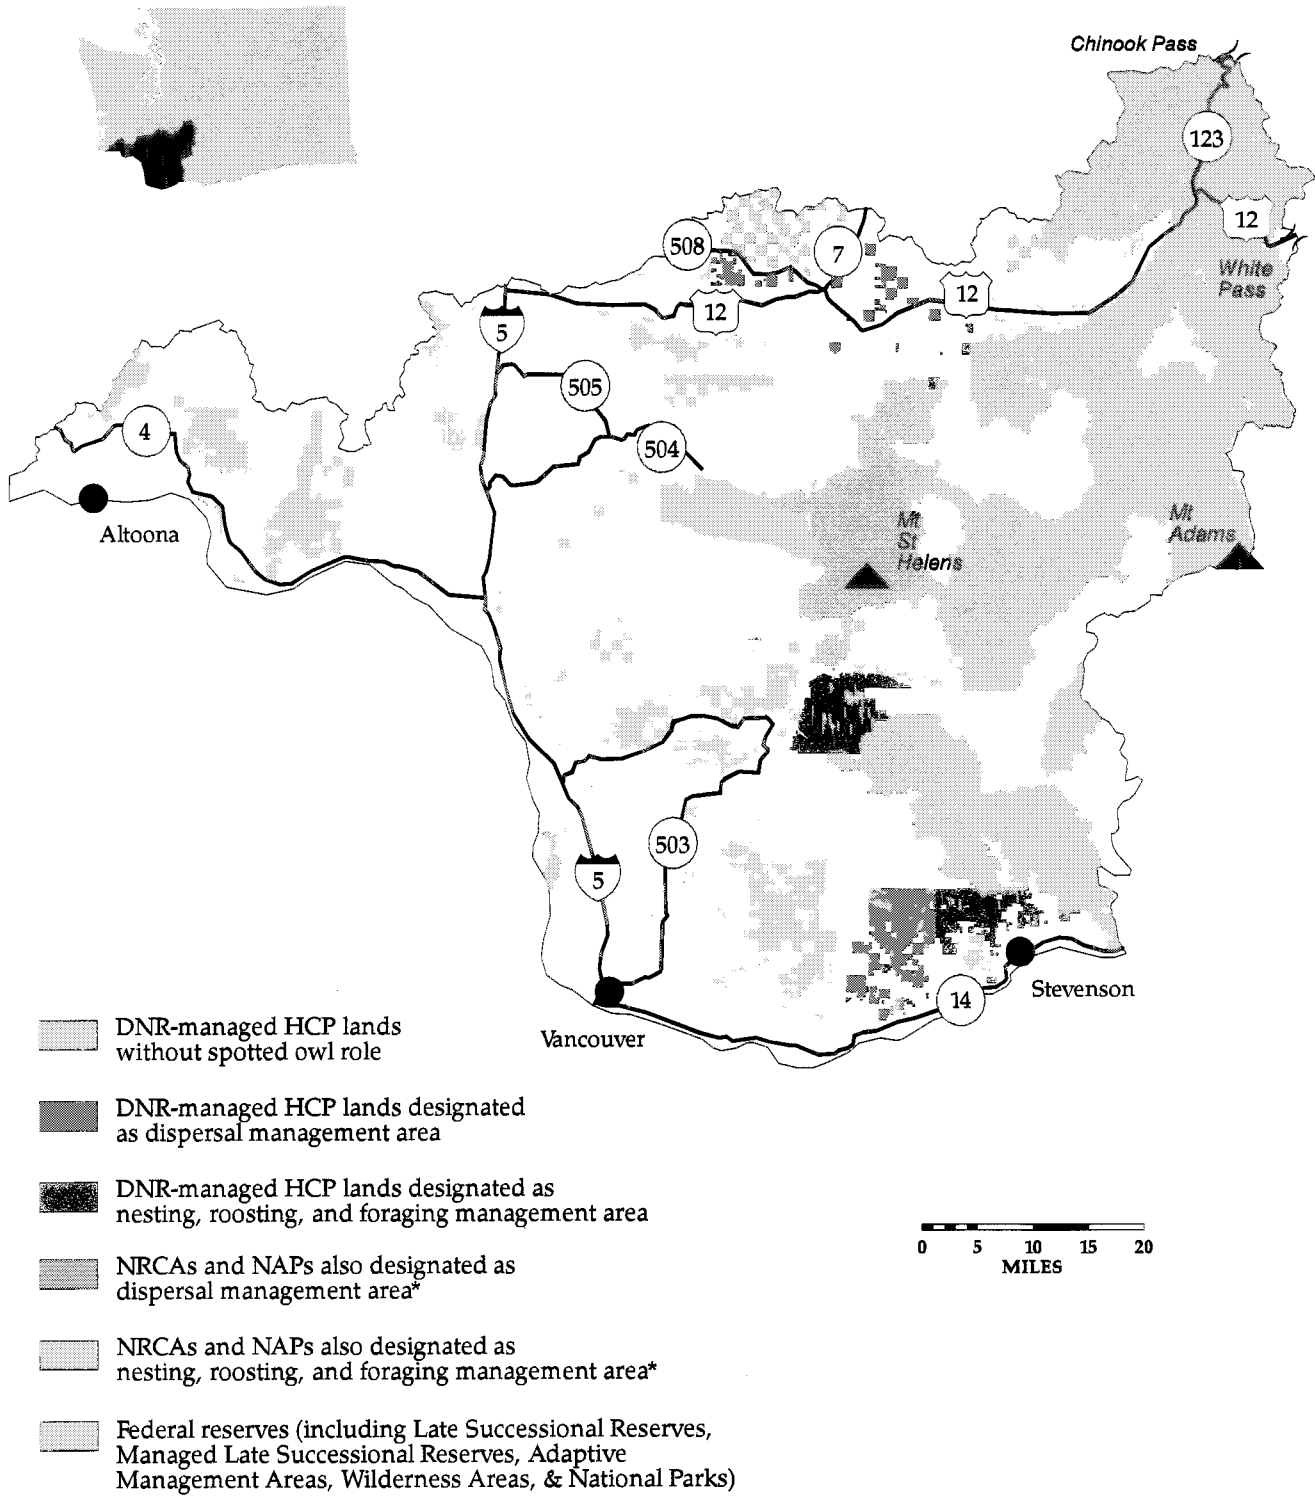 Chinook Pass
123
12
508
7
White
Pass
12
12
5
505
4
504
Mt
St
Helens
Mt
Adams
Altoona
503
5
14
Stevenson
Vancouver
DNR-managed HCP lands
without spotted owl role
DNR-managed HCP lands designated
as dispersal management area
DNR-managed HCP lands designated as
nesting, roosting, and foraging management area
NRCAs and NAPs also designated as
dispersal management area*
NRCAs and NAPs also designated as
nesting, roosting, and foraging management area*
Federal reserves (including Late Successional Reserves,
Managed Late Successional Reserves, Adaptive
Management Areas, Wilderness Areas, & National Parks)
0 5 10 15 20
MILES